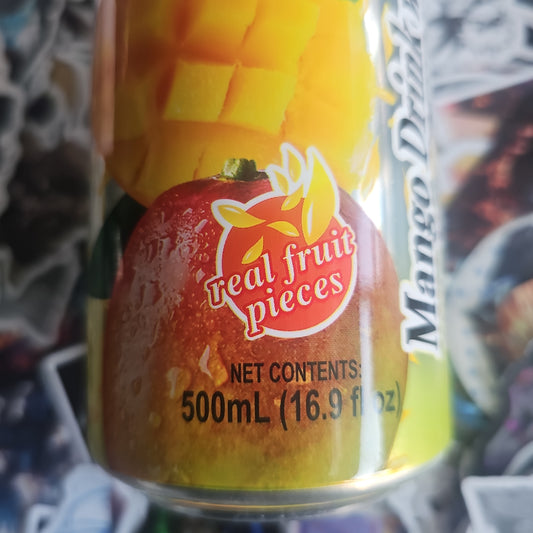 real fruit
pieces
NET CONTENTS:
500mL (16.9 fl oz)
Mango Drink